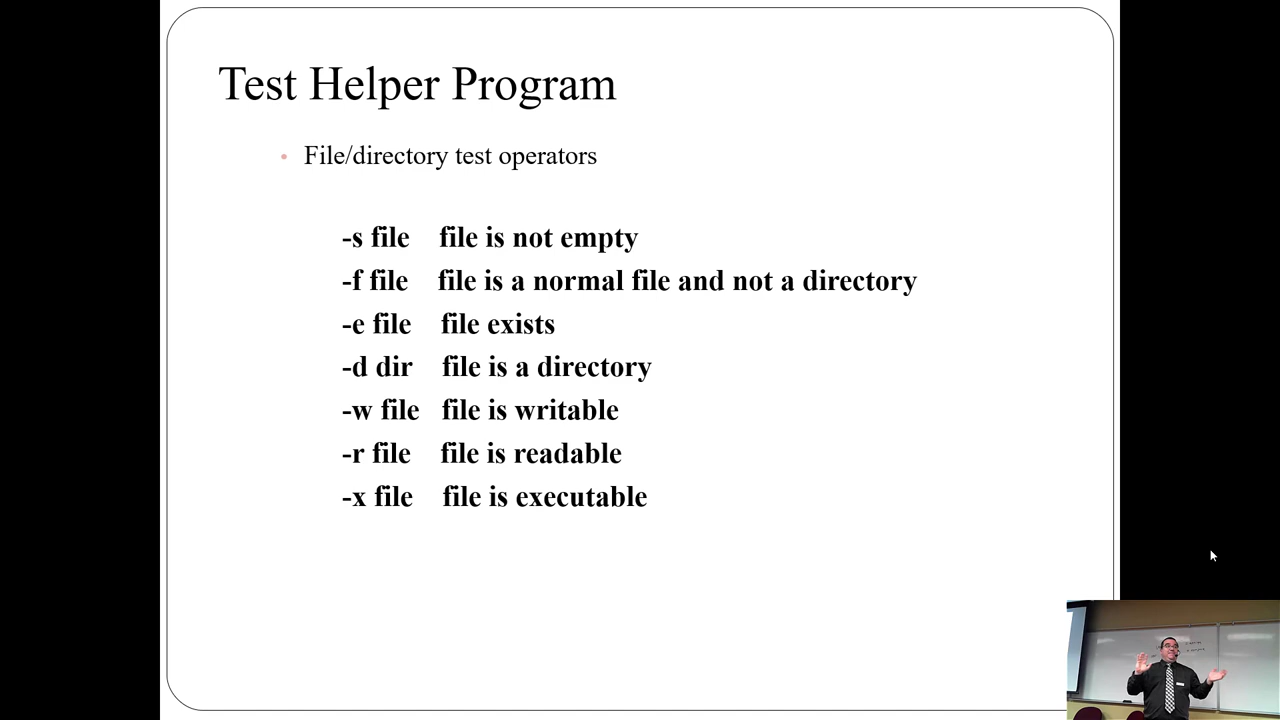 Test Helper Program
• File/directory test operators
-s file file is not empty
-f file file is a normal file and not a directory
-e file file exists
-d dir file is a directory
-w file file is writable
-r file file is readable
-x file file is executable